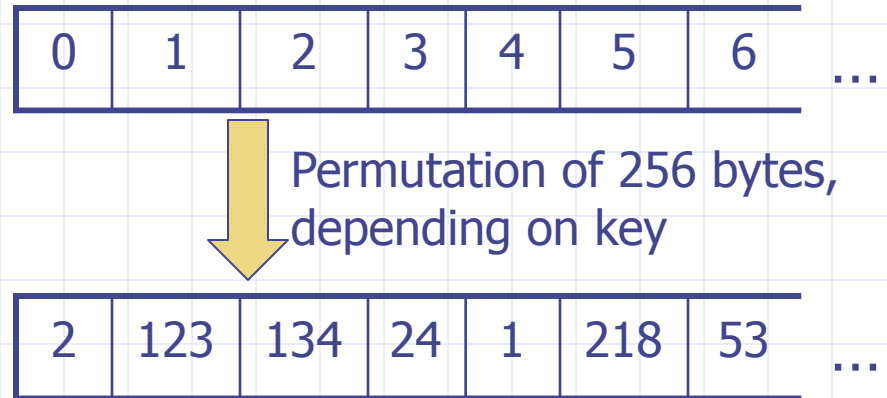 0 1 2 3 4 5 6 ...
Permutation of 256 bytes,
depending on key
2 123 134 24 1 218 53 ...